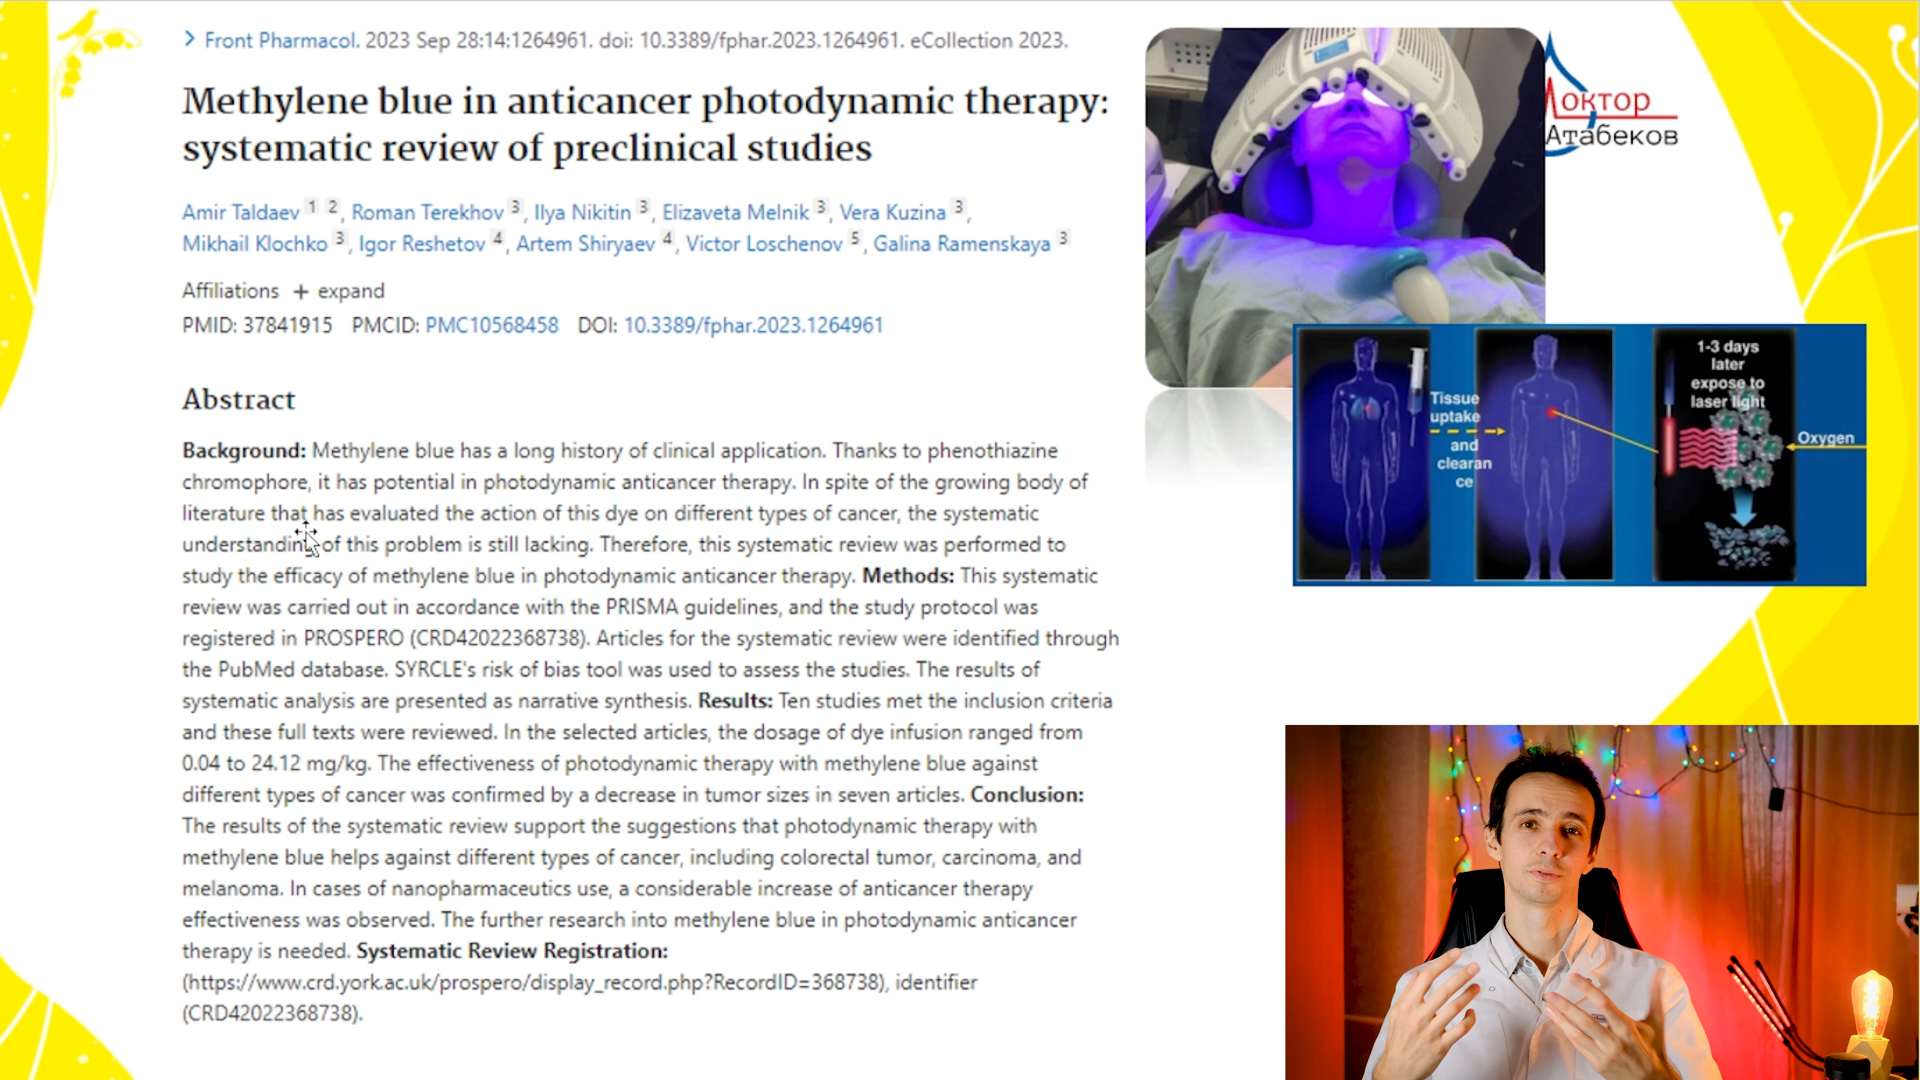 Front Pharmacol. 2023 Sep 28:14:1264961. doi: 10.3389/fphar.2023.1264961. eCollection 2023.
Methylene blue in anticancer photodynamic therapy:
systematic review of preclinical studies
Amir Taldaev 1 2, Roman Terekhov 3, Ilya Nikitin 3, Elizaveta Melnik 3, Vera Kuzina 3,
Mikhail Klochko 3, Igor Reshetov 4, Artem Shiryaev 4, Victor Loschenov 5, Galina Ramenskaya 3
Affiliations + expand
PMID: 37841915 PMCID: PMC10568458 DOI: 10.3389/fphar.2023.1264961
Abstract
Background: Methylene blue has a long history of clinical application. Thanks to phenothiazine
chromophore, it has potential in photodynamic anticancer therapy. In spite of the growing body of
literature that has evaluated the action of this dye on different types of cancer, the systematic
understanding of this problem is still lacking. Therefore, this systematic review was performed to
study the efficacy of methylene blue in photodynamic anticancer therapy. Methods: This systematic
review was carried out in accordance with the PRISMA guidelines, and the study protocol was
registered in PROSPERO (CRD42022368738). Articles for the systematic review were identified through
the PubMed database. SYRCLE's risk of bias tool was used to assess the studies. The results of
systematic analysis are presented as narrative synthesis. Results: Ten studies met the inclusion criteria
and these full texts were reviewed. In the selected articles, the dosage of dye infusion ranged from
0.04 to 24.12 mg/kg. The effectiveness of photodynamic therapy with methylene blue against
different types of cancer was confirmed by a decrease in tumor sizes in seven articles. Conclusion:
The results of the systematic review support the suggestions that photodynamic therapy with
methylene blue helps against different types of cancer, including colorectal tumor, carcinoma, and
melanoma. In cases of nanopharmaceutics use, a considerable increase of anticancer therapy
effectiveness was observed. The further research into methylene blue in photodynamic anticancer
therapy is needed. Systematic Review Registration:
(https://www.crd.york.ac.uk/prospero/display_record.php?RecordID=368738), identifier
(CRD42022368738).
Доктор
Атабеков
Tissue
uptake
and
clearan
ce
1-3 days
later
expose to
laser light
Oxygen